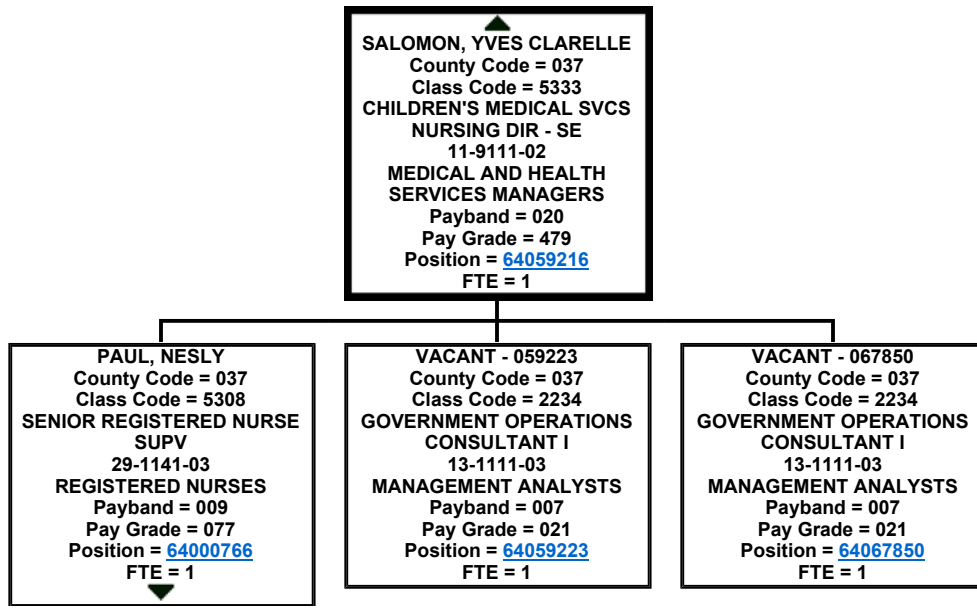 SALOMON, YVES CLARELLE
County Code = 037
Class Code = 5333
CHILDREN'S MEDICAL SVCS
NURSING DIR - SE
11-9111-02
MEDICAL AND HEALTH
SERVICES MANAGERS
Payband = 020
Pay Grade = 479
Position = 64059216
FTE = 1
PAUL, NESLY
County Code = 037
Class Code = 5308
SENIOR REGISTERED NURSE
SUPV
29-1141-03
REGISTERED NURSES
Payband = 009
Pay Grade = 077
Position = 64000766
FTE = 1
VACANT - 059223
County Code = 037
Class Code = 2234
GOVERNMENT OPERATIONS
CONSULTANT I
13-1111-03
MANAGEMENT ANALYSTS
Payband = 007
Pay Grade = 021
Position = 64059223
FTE = 1
VACANT - 067850
County Code = 037
Class Code = 2234
GOVERNMENT OPERATIONS
CONSULTANT I
13-1111-03
MANAGEMENT ANALYSTS
Payband = 007
Pay Grade = 021
Position = 64067850
FTE = 1